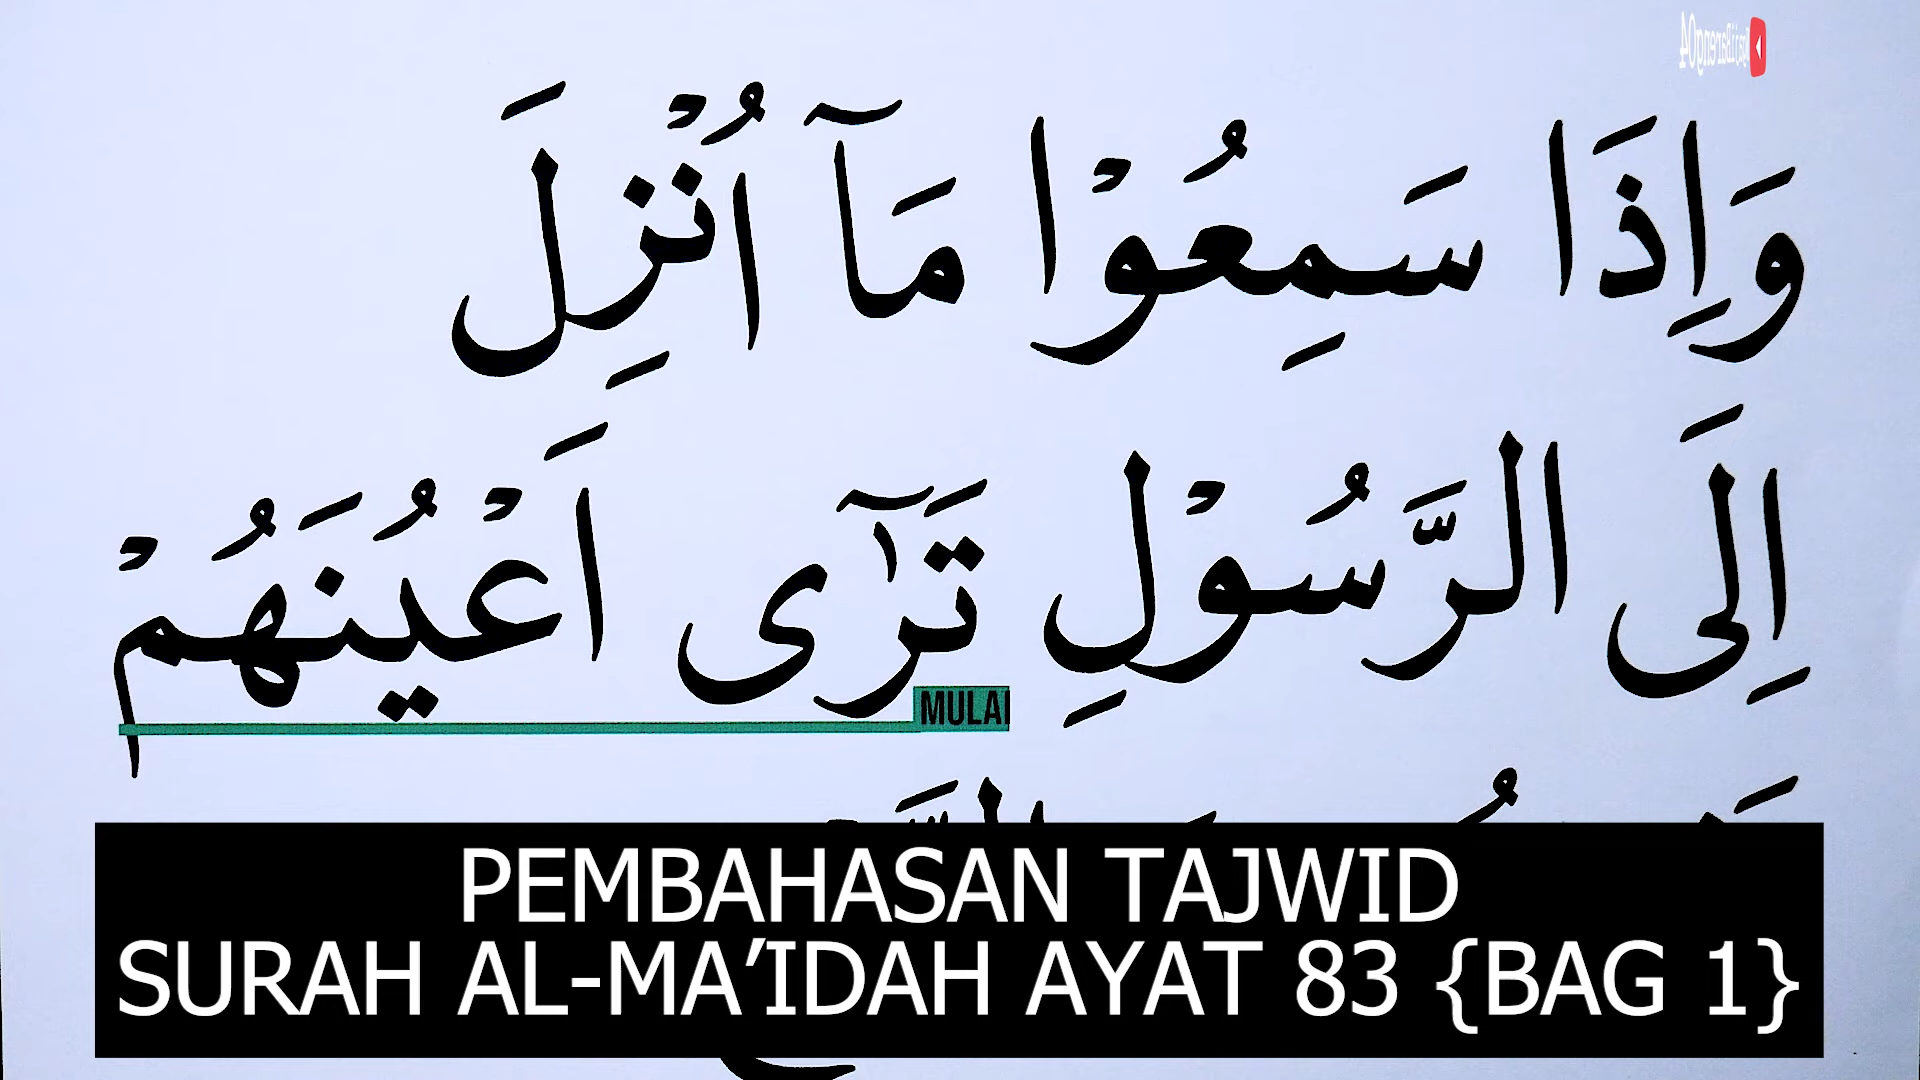 وَاِذَا سَمِعُوْا مَآ اُنْزِلَ
اِلَى الرَّسُوْلِ تَرٰٓى اَعْيُنَهُمْ
MULAI
PEMBAHASAN TAJWID
SURAH AL-MA’IDAH AYAT 83 {BAG 1}